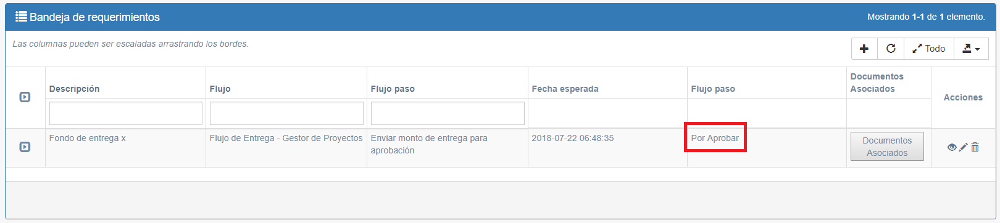 Bandeja de requerimientos
Mostrando 1-1 de 1 elemento.
Las columnas pueden ser escaladas arrastrando los bordes.
Todo
Descripción
Flujo
Flujo paso
Fecha esperada
Flujo paso
Documentos
Asociados
Acciones
Fondo de entrega x
Flujo de Entrega - Gestor de Proyectos
Enviar monto de entrega para
aprobación
2018-07-22 06:48:35
Por Aprobar
Documentos
Asociados